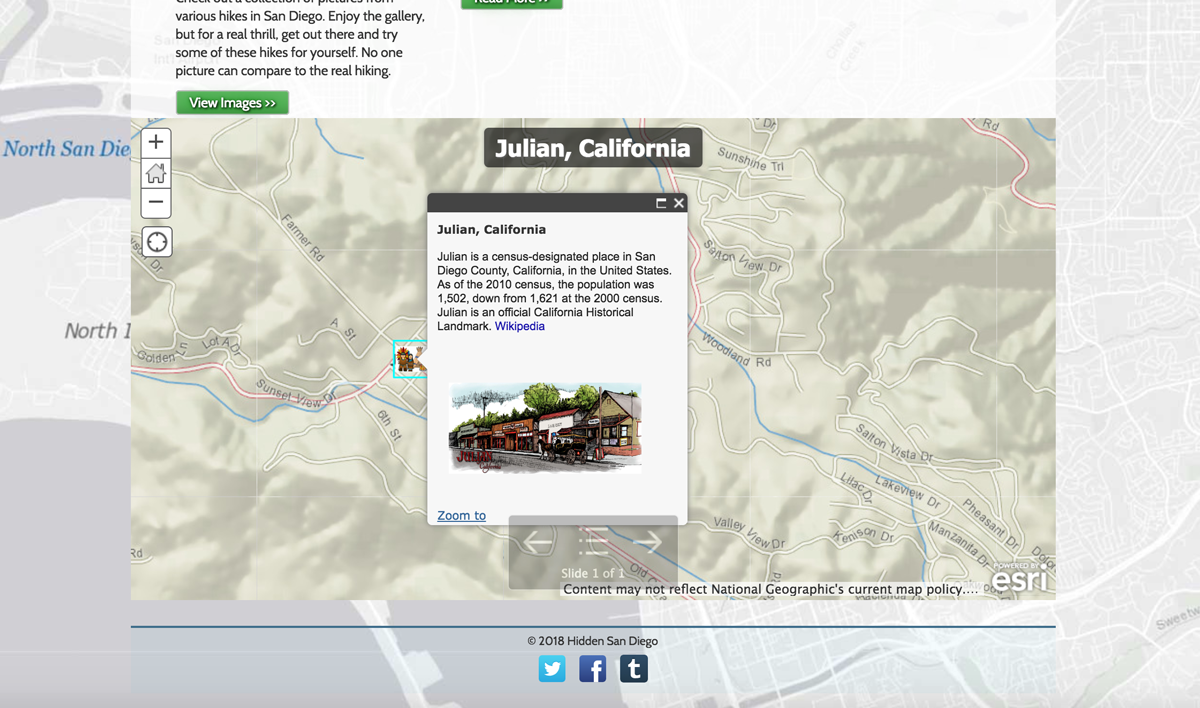 Check out a collection of pictures from
various hikes in San Diego. Enjoy the gallery,
but for a real thrill, get out there and try
some of these hikes for yourself. No one
picture can compare to the real hiking.
Read More >>
View Images >>
North San Die
North I
Julian, California
Julian, California
Julian is a census-designated place in San
Diego County, California, in the United States.
As of the 2010 census, the population was
1,502, down from 1,621 at the 2000 census.
Julian is an official California Historical
Landmark. Wikipedia
JULIAN
Zoom to
Slide 1 of 1
Content may not reflect National Geographic's current map policy....
POWERED BY
esri
Farmer Rd
A St
Lot A Dr
Golden Ln
Sunset View Dr
6th St
Rd
Sunshine Trl
Rd
Salton View Dr
Woodland Rd
Salton Vista Dr
Lilac Dr
Lakeview Dr
Pheasant Dr
Manzanita Dr
Kenison Dr
Valley View Dr
Old C
Sweetw
© 2018 Hidden San Diego